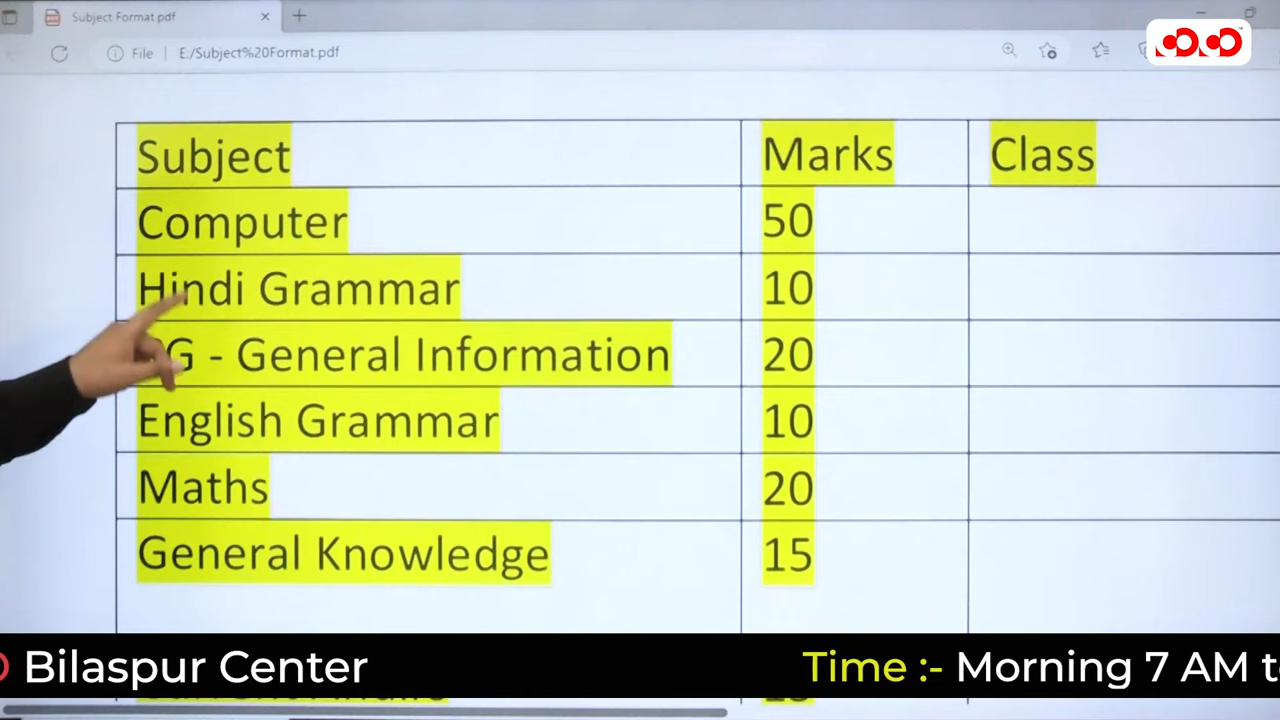 Subject Format.pdf
File E:/Subject%20Format.pdf
Subject Marks Class
Computer 50
Hindi Grammar 10
G - General Information 20
English Grammar 10
Maths 20
General Knowledge 15
Bilaspur Center Time :- Morning 7 AM